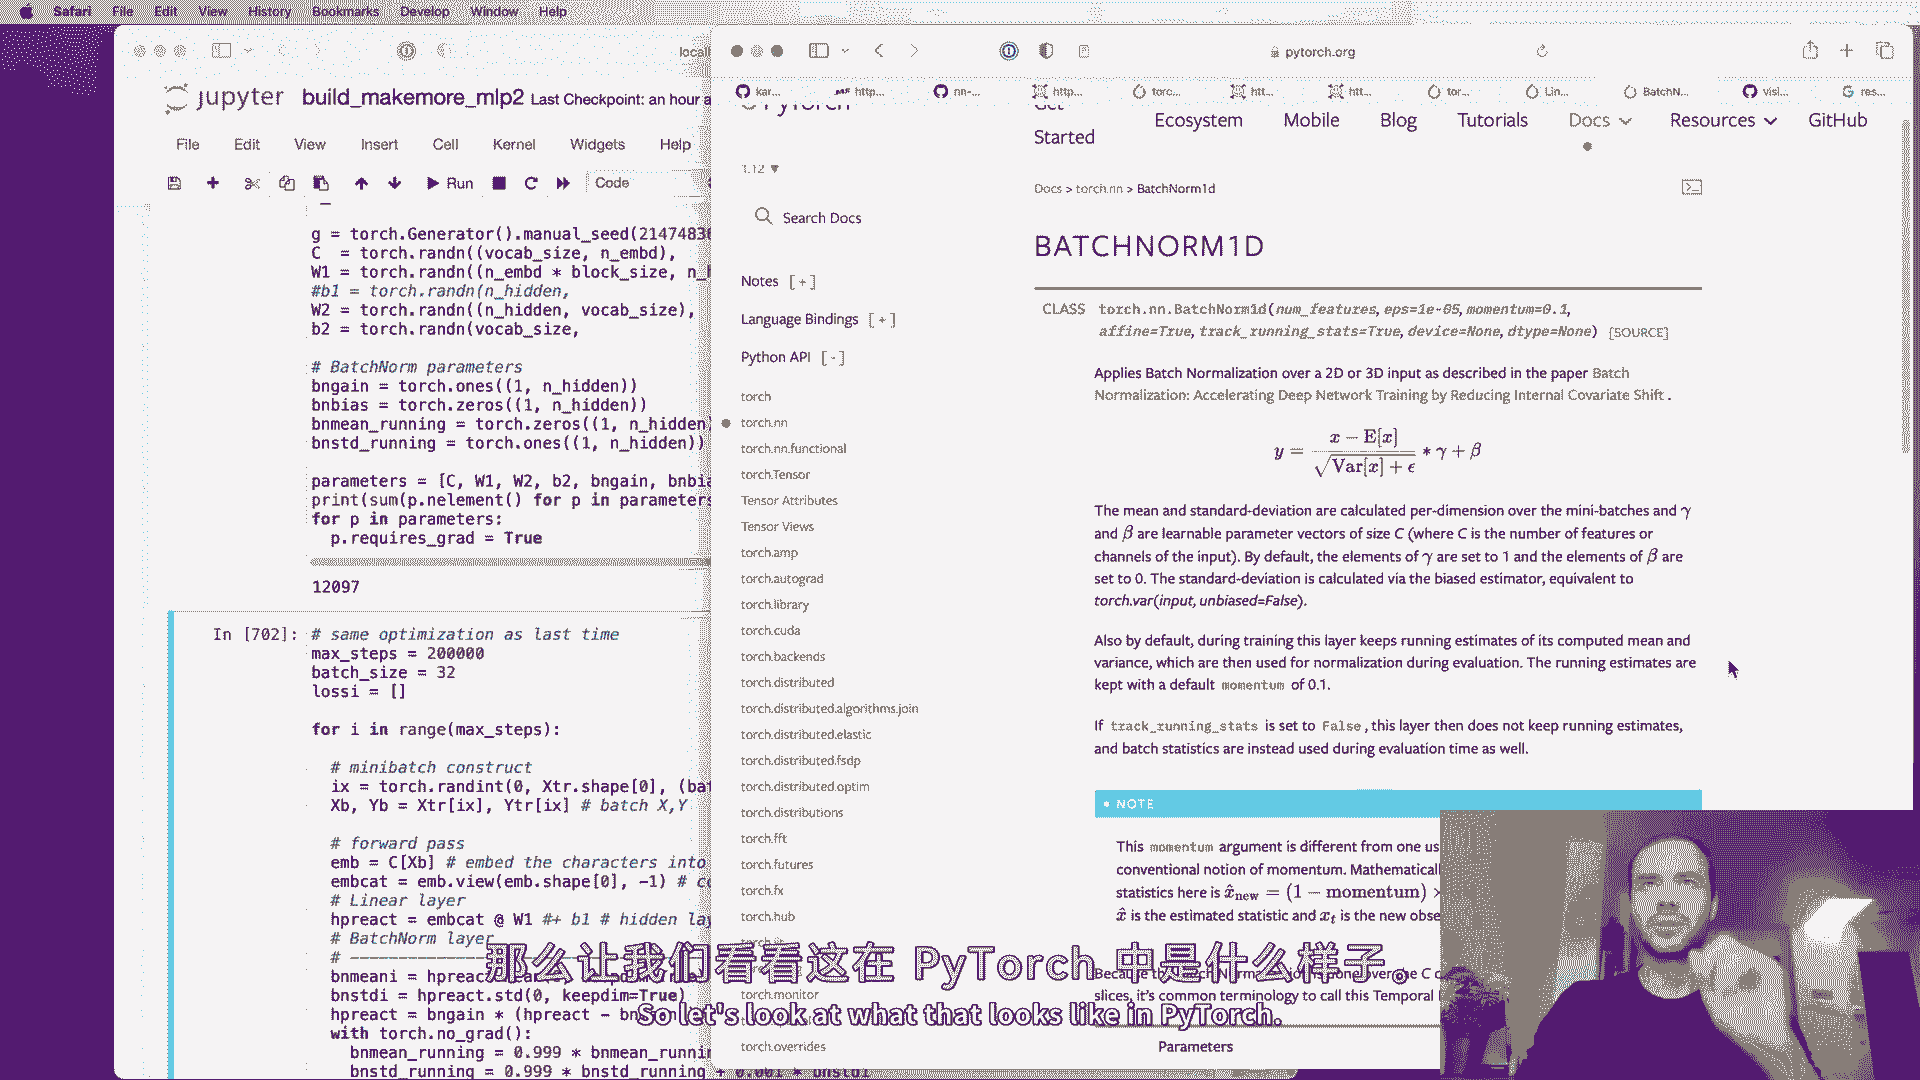 Safari File Edit View History Bookmarks Develop Window Help
pytorch.org
kar... http... nn-... http... torc... htt... htt... tor... Lin... BatchN... visi... res...
jupyter build_makemore_mlp2 Last Checkpoint: an hour a
File Edit View Insert Cell Kernel Widgets Help
Run Code
g = torch.Generator().manual_seed(21474836
C = torch.randn((vocab_size, n_embd),
W1 = torch.randn((n_embd * block_size, n_h
#b1 = torch.randn(n_hidden,
W2 = torch.randn((n_hidden, vocab_size),
b2 = torch.randn(vocab_size,
# BatchNorm parameters
bngain = torch.ones((1, n_hidden))
bnbias = torch.zeros((1, n_hidden))
bnmean_running = torch.zeros((1, n_hidden)
bnstd_running = torch.ones((1, n_hidden))
parameters = [C, W1, W2, b2, bngain, bnbia
print(sum(p.nelement() for p in parameters
for p in parameters:
p.requires_grad = True
12097
In [702]: # same optimization as last time
max_steps = 200000
batch_size = 32
lossi = []
for i in range(max_steps):
# minibatch construct
ix = torch.randint(0, Xtr.shape[0], (bat
Xb, Yb = Xtr[ix], Ytr[ix] # batch X,Y
# forward pass
emb = C[Xb] # embed the characters into
embcat = emb.view(emb.shape[0], -1) # co
# Linear layer
hpreact = embcat @ W1 #+ b1 # hidden lay
# BatchNorm layer
# ----------------
bnmeani = hpreac
bnstdi = hpreact.std(0, keepdim=True)
hpreact = bngain * (hpreact - bn
with torch.no_grad():
bnmean_running = 0.999 * bnmean_runni
bnstd_running = 0.999 * bnstd_running + 0.001 * bnstdi
PyTorch
Get Started
Ecosystem Mobile Blog Tutorials Docs Resources GitHub
1.12 ▼
Search Docs
Notes [ + ]
Language Bindings [ + ]
Python API [ - ]
torch
torch.nn
torch.nn.functional
torch.Tensor
Tensor Attributes
Tensor Views
torch.amp
torch.autograd
torch.library
torch.cuda
torch.backends
torch.distributed
torch.distributed.algorithms.join
torch.distributed.elastic
torch.distributed.fsdp
torch.distributed.optim
torch.distributions
torch.fft
torch.futures
torch.fx
torch.hub
torch.monitor
torch.overrides
Docs > torch.nn > BatchNorm1d
BATCHNORM1D
CLASS torch.nn.BatchNorm1d(num_features, eps=1e-05, momentum=0.1,
affine=True, track_running_stats=True, device=None, dtype=None) [SOURCE]
Applies Batch Normalization over a 2D or 3D input as described in the paper Batch
Normalization: Accelerating Deep Network Training by Reducing Internal Covariate Shift .
y = (x − E[x]) / √(Var[x] + ϵ) * γ + β
The mean and standard-deviation are calculated per-dimension over the mini-batches and γ
and β are learnable parameter vectors of size C (where C is the number of features or
channels of the input). By default, the elements of γ are set to 1 and the elements of β are
set to 0. The standard-deviation is calculated via the biased estimator, equivalent to
torch.var(input, unbiased=False).
Also by default, during training this layer keeps running estimates of its computed mean and
variance, which are then used for normalization during evaluation. The running estimates are
kept with a default momentum of 0.1.
If track_running_stats is set to False, this layer then does not keep running estimates,
and batch statistics are instead used during evaluation time as well.
NOTE
This momentum argument is different from one us
conventional notion of momentum. Mathematicall
statistics here is x̂new = (1 − momentum) ×
x̂ is the estimated statistic and xt is the new obse
slices, it's common terminology to call this Temporal
Parameters
那么让我们看看这在 PyTorch 中是什么样子。
So let's look at what that looks like in PyTorch.